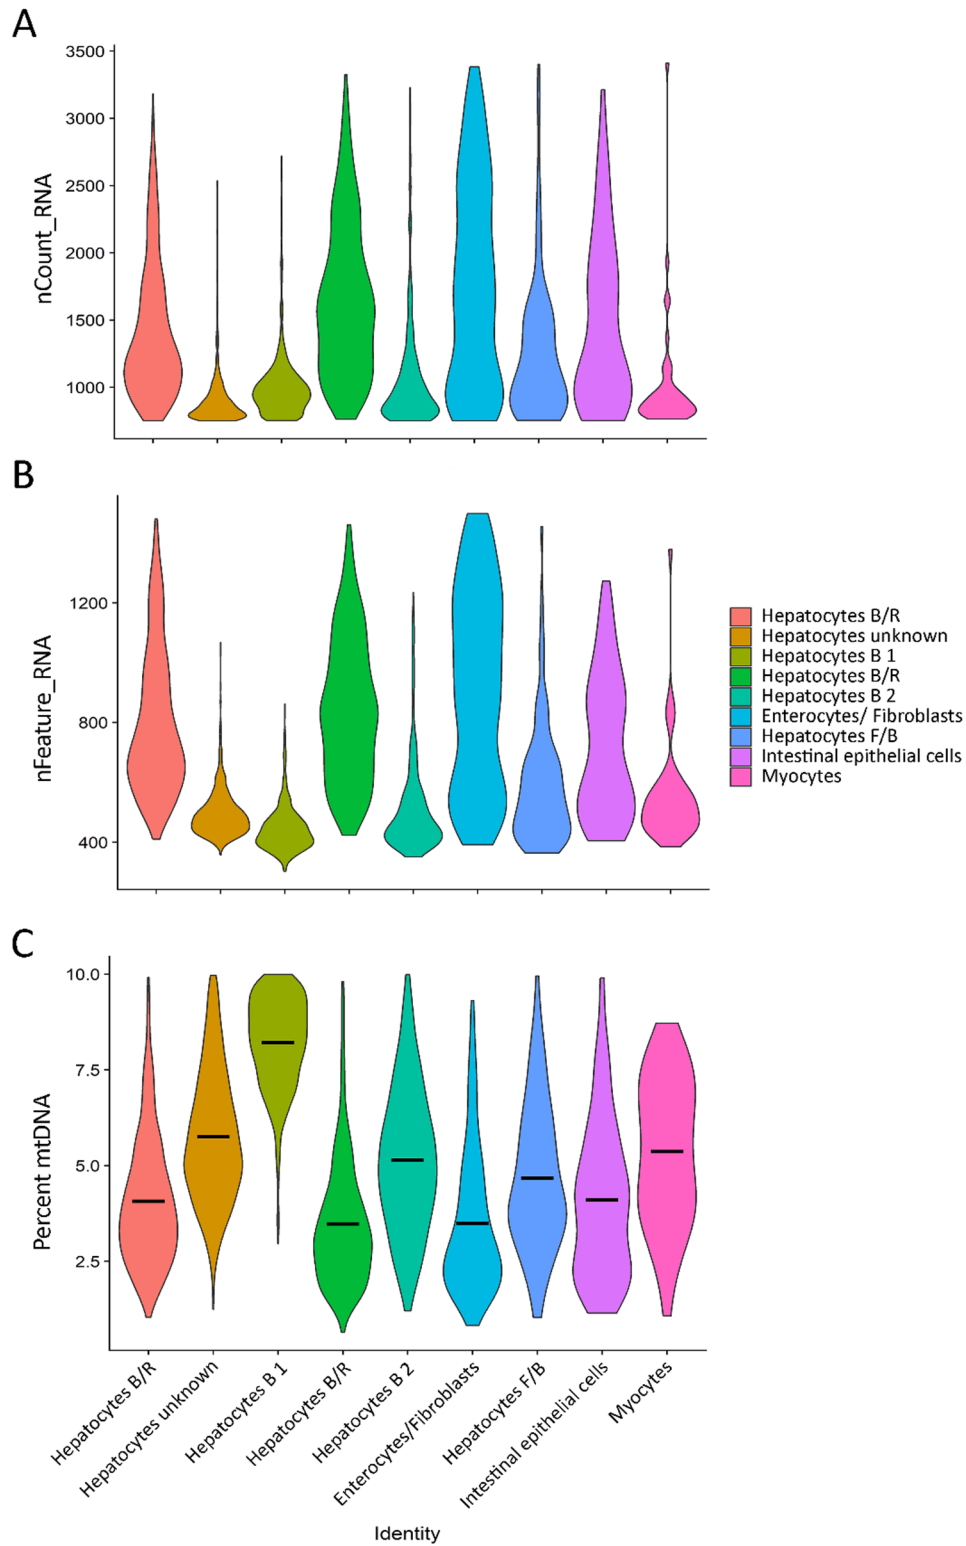 A
3500
3000
2500
2000
1500
1000
nCount_RNA
B
1200
800
400
nFeature_RNA
Hepatocytes B/R
Hepatocytes unknown
Hepatocytes B 1
Hepatocytes B/R
Hepatocytes B 2
Enterocytes/ Fibroblasts
Hepatocytes F/B
Intestinal epithelial cells
Myocytes
C
10.0
7.5
5.0
2.5
Percent mtDNA
Hepatocytes B/R
Hepatocytes unknown
Hepatocytes B 1
Hepatocytes B/R
Hepatocytes B 2
Enterocytes/Fibroblasts
Hepatocytes F/B
Intestinal epithelial cells
Myocytes
Identity